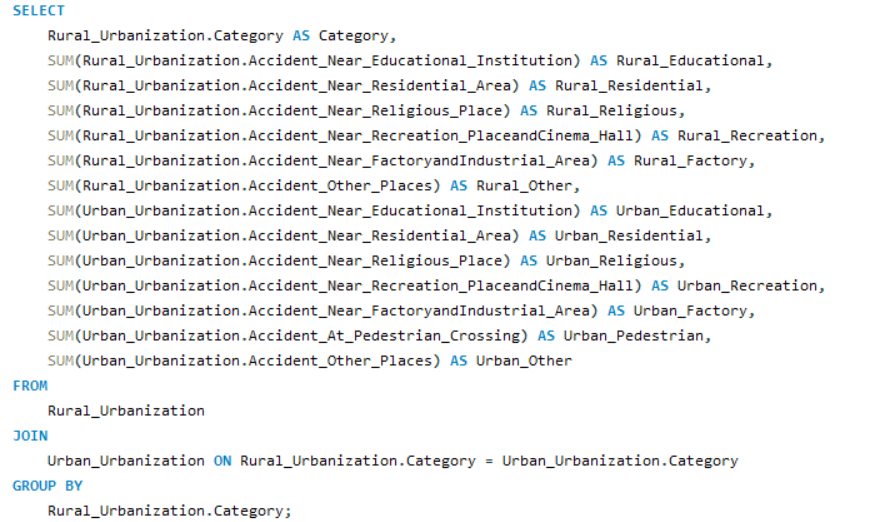 SELECT
Rural_Urbanization.Category AS Category,
SUM(Rural_Urbanization.Accident_Near_Educational_Institution) AS Rural_Educational,
SUM(Rural_Urbanization.Accident_Near_Residential_Area) AS Rural_Residential,
SUM(Rural_Urbanization.Accident_Near_Religious_Place) AS Rural_Religious,
SUM(Rural_Urbanization.Accident_Near_Recreation_PlaceandCinema_Hall) AS Rural_Recreation,
SUM(Rural_Urbanization.Accident_Near_FactoryandIndustrial_Area) AS Rural_Factory,
SUM(Rural_Urbanization.Accident_Other_Places) AS Rural_Other,
SUM(Urban_Urbanization.Accident_Near_Educational_Institution) AS Urban_Educational,
SUM(Urban_Urbanization.Accident_Near_Residential_Area) AS Urban_Residential,
SUM(Urban_Urbanization.Accident_Near_Religious_Place) AS Urban_Religious,
SUM(Urban_Urbanization.Accident_Near_Recreation_PlaceandCinema_Hall) AS Urban_Recreation,
SUM(Urban_Urbanization.Accident_Near_FactoryandIndustrial_Area) AS Urban_Factory,
SUM(Urban_Urbanization.Accident_At_Pedestrian_Crossing) AS Urban_Pedestrian,
SUM(Urban_Urbanization.Accident_Other_Places) AS Urban_Other
FROM
Rural_Urbanization
JOIN
Urban_Urbanization ON Rural_Urbanization.Category = Urban_Urbanization.Category
GROUP BY
Rural_Urbanization.Category;